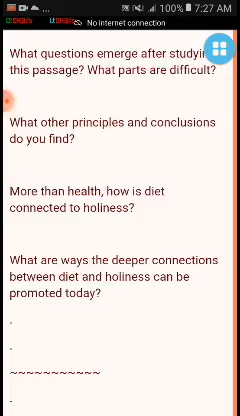 0:0KB/s U:0KB/s No internet connection 100% 7:27 AM
What questions emerge after studying
this passage? What parts are difficult?
What other principles and conclusions
do you find?
More than health, how is diet
connected to holiness?
What are ways the deeper connections
between diet and holiness can be
promoted today?
.
.
~~~~~~~~~~~
.